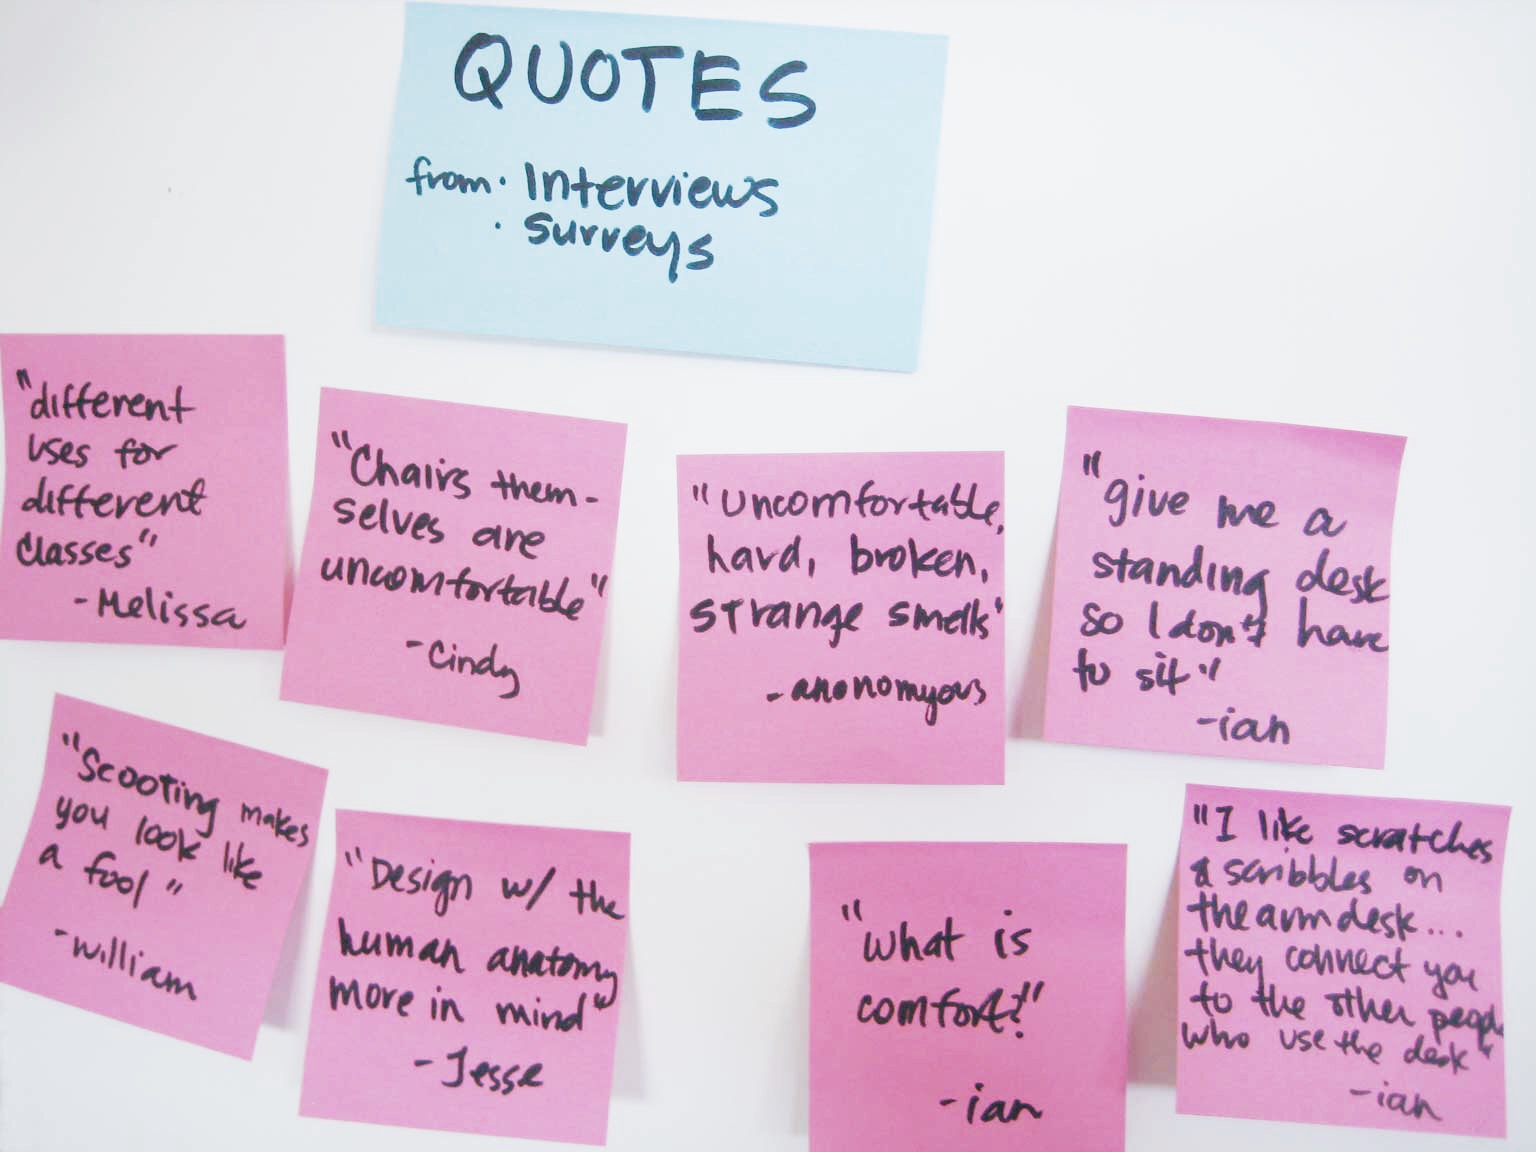 QUOTES
from · Interviews
· Surveys
"different
uses for
different
classes"
- Melissa
"Chairs them-
selves are
uncomfortable"
- Cindy
"uncomfortable,
hard, broken,
strange smells"
- anonomyous
"give me a
standing desk
so I don't have
to sit"
- ian
"Scooting makes
you look like
a fool"
- william
"Design w/ the
human anatomy
more in mind"
- Jesse
"what is
comfort?"
- ian
"I like scratches
& scribbles on
the arm desk...
they connect you
to the other people
who use the desk"
- ian